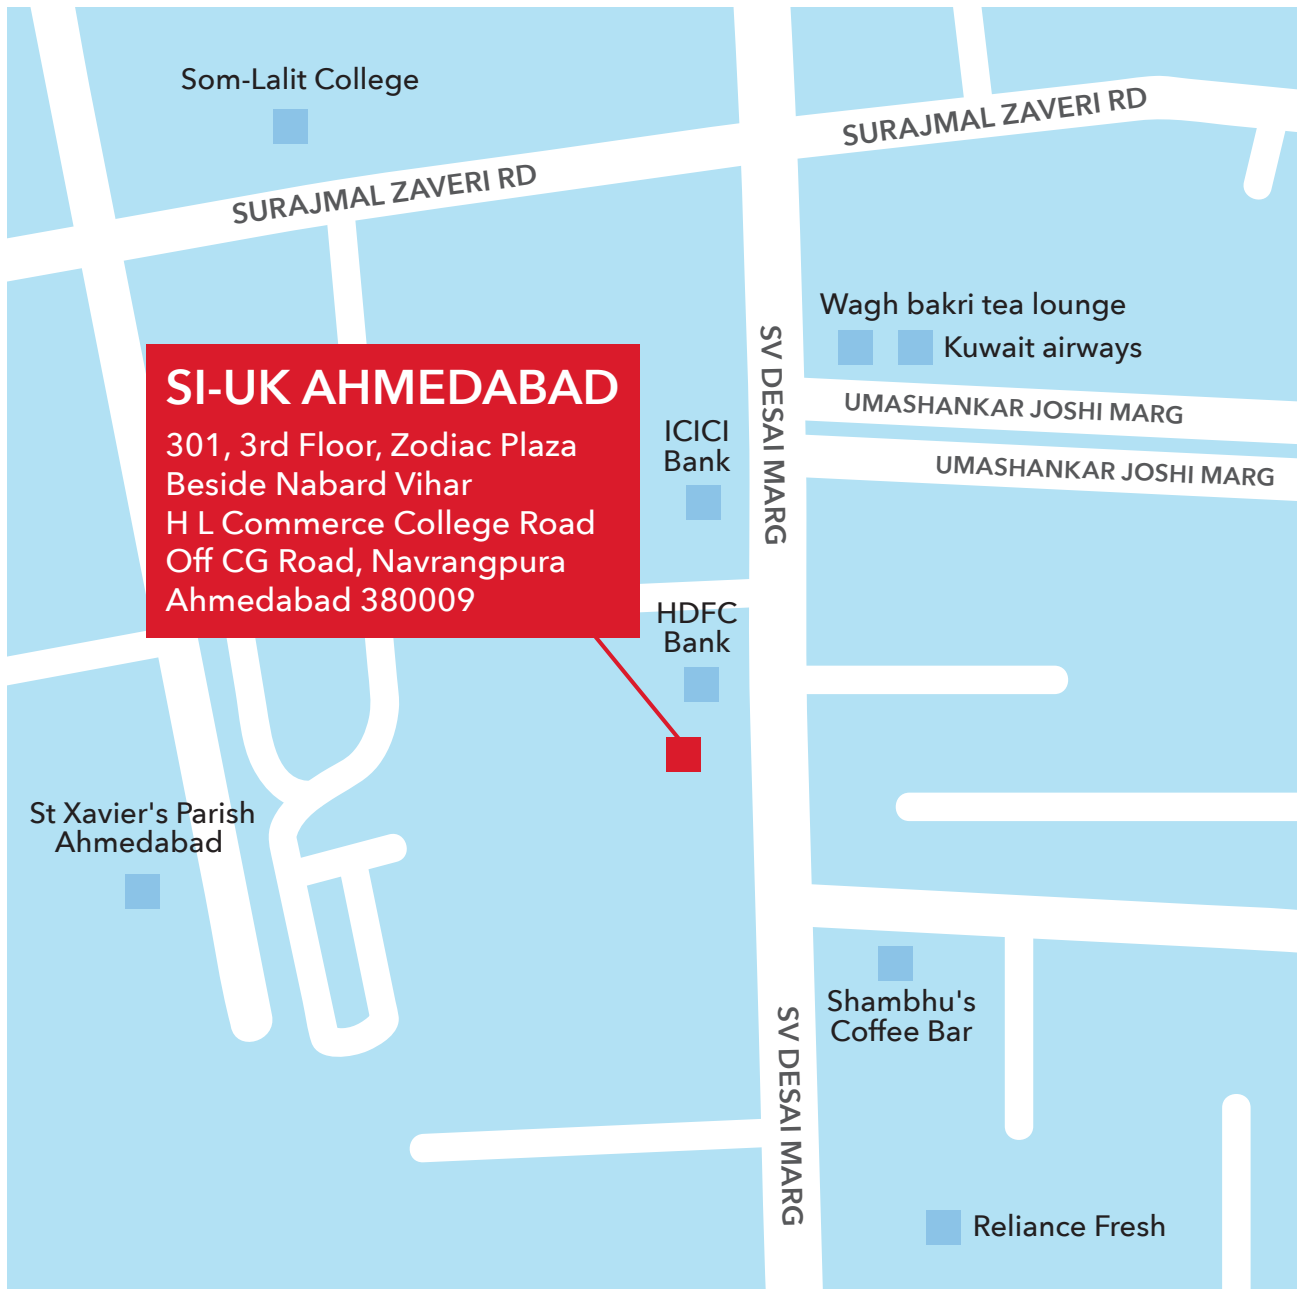 Som-Lalit College
SURAJMAL ZAVERI RD
SURAJMAL ZAVERI RD
Wagh bakri tea lounge
Kuwait airways
SV DESAI MARG
UMASHANKAR JOSHI MARG
UMASHANKAR JOSHI MARG
SI-UK AHMEDABAD
301, 3rd Floor, Zodiac Plaza
Beside Nabard Vihar
H L Commerce College Road
Off CG Road, Navrangpura
Ahmedabad 380009
ICICI
Bank
HDFC
Bank
St Xavier's Parish
Ahmedabad
Shambhu's
Coffee Bar
SV DESAI MARG
Reliance Fresh